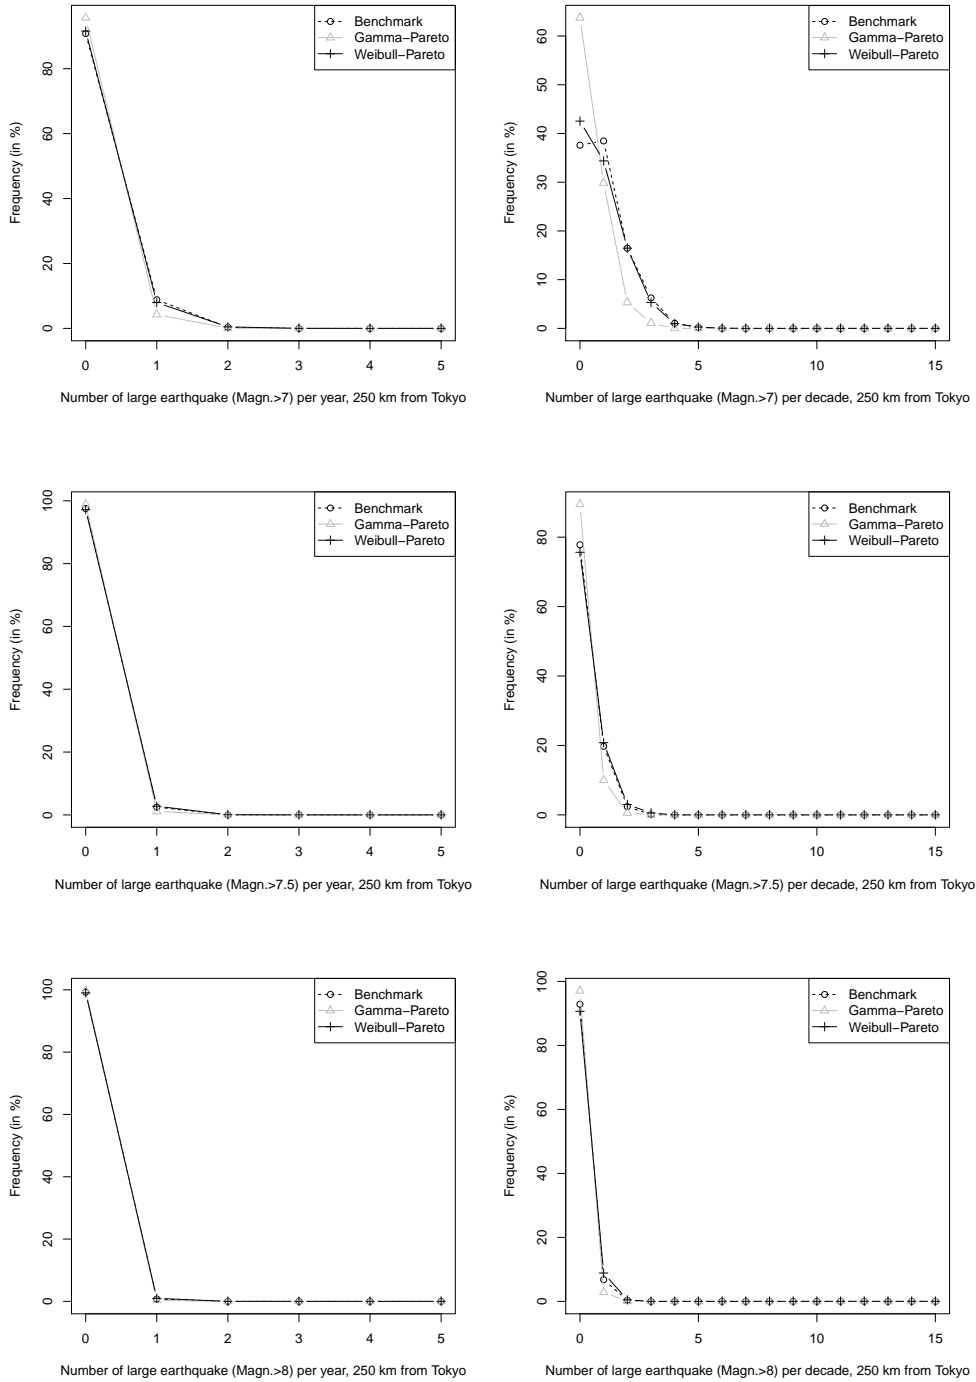 Benchmark
Gamma−Pareto
Weibull−Pareto
Frequency (in %)
0 20 40 60 80
0 1 2 3 4 5
Number of large earthquake (Magn.>7) per year, 250 km from Tokyo
Benchmark
Gamma−Pareto
Weibull−Pareto
Frequency (in %)
0 10 20 30 40 50 60
0 5 10 15
Number of large earthquake (Magn.>7) per decade, 250 km from Tokyo
Benchmark
Gamma−Pareto
Weibull−Pareto
Frequency (in %)
0 20 40 60 80 100
0 1 2 3 4 5
Number of large earthquake (Magn.>7.5) per year, 250 km from Tokyo
Benchmark
Gamma−Pareto
Weibull−Pareto
Frequency (in %)
0 20 40 60 80
0 5 10 15
Number of large earthquake (Magn.>7.5) per decade, 250 km from Tokyo
Benchmark
Gamma−Pareto
Weibull−Pareto
Frequency (in %)
0 20 40 60 80 100
0 1 2 3 4 5
Number of large earthquake (Magn.>8) per year, 250 km from Tokyo
Benchmark
Gamma−Pareto
Weibull−Pareto
Frequency (in %)
0 20 40 60 80 100
0 5 10 15
Number of large earthquake (Magn.>8) per decade, 250 km from Tokyo